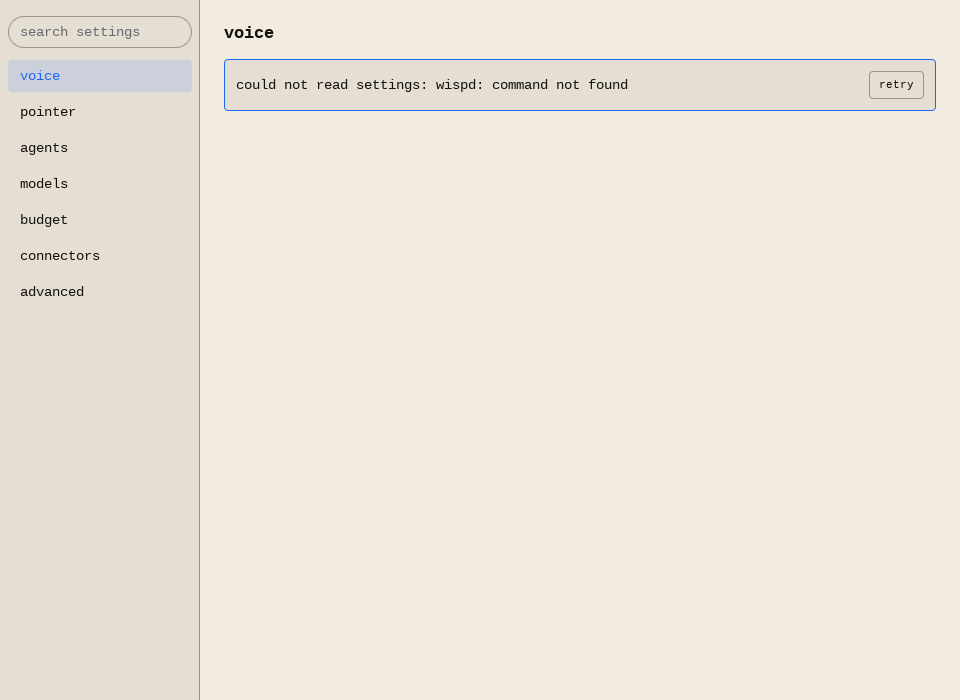 search settings
voice
pointer
agents
models
budget
connectors
advanced
voice
could not read settings: wispd: command not found
retry